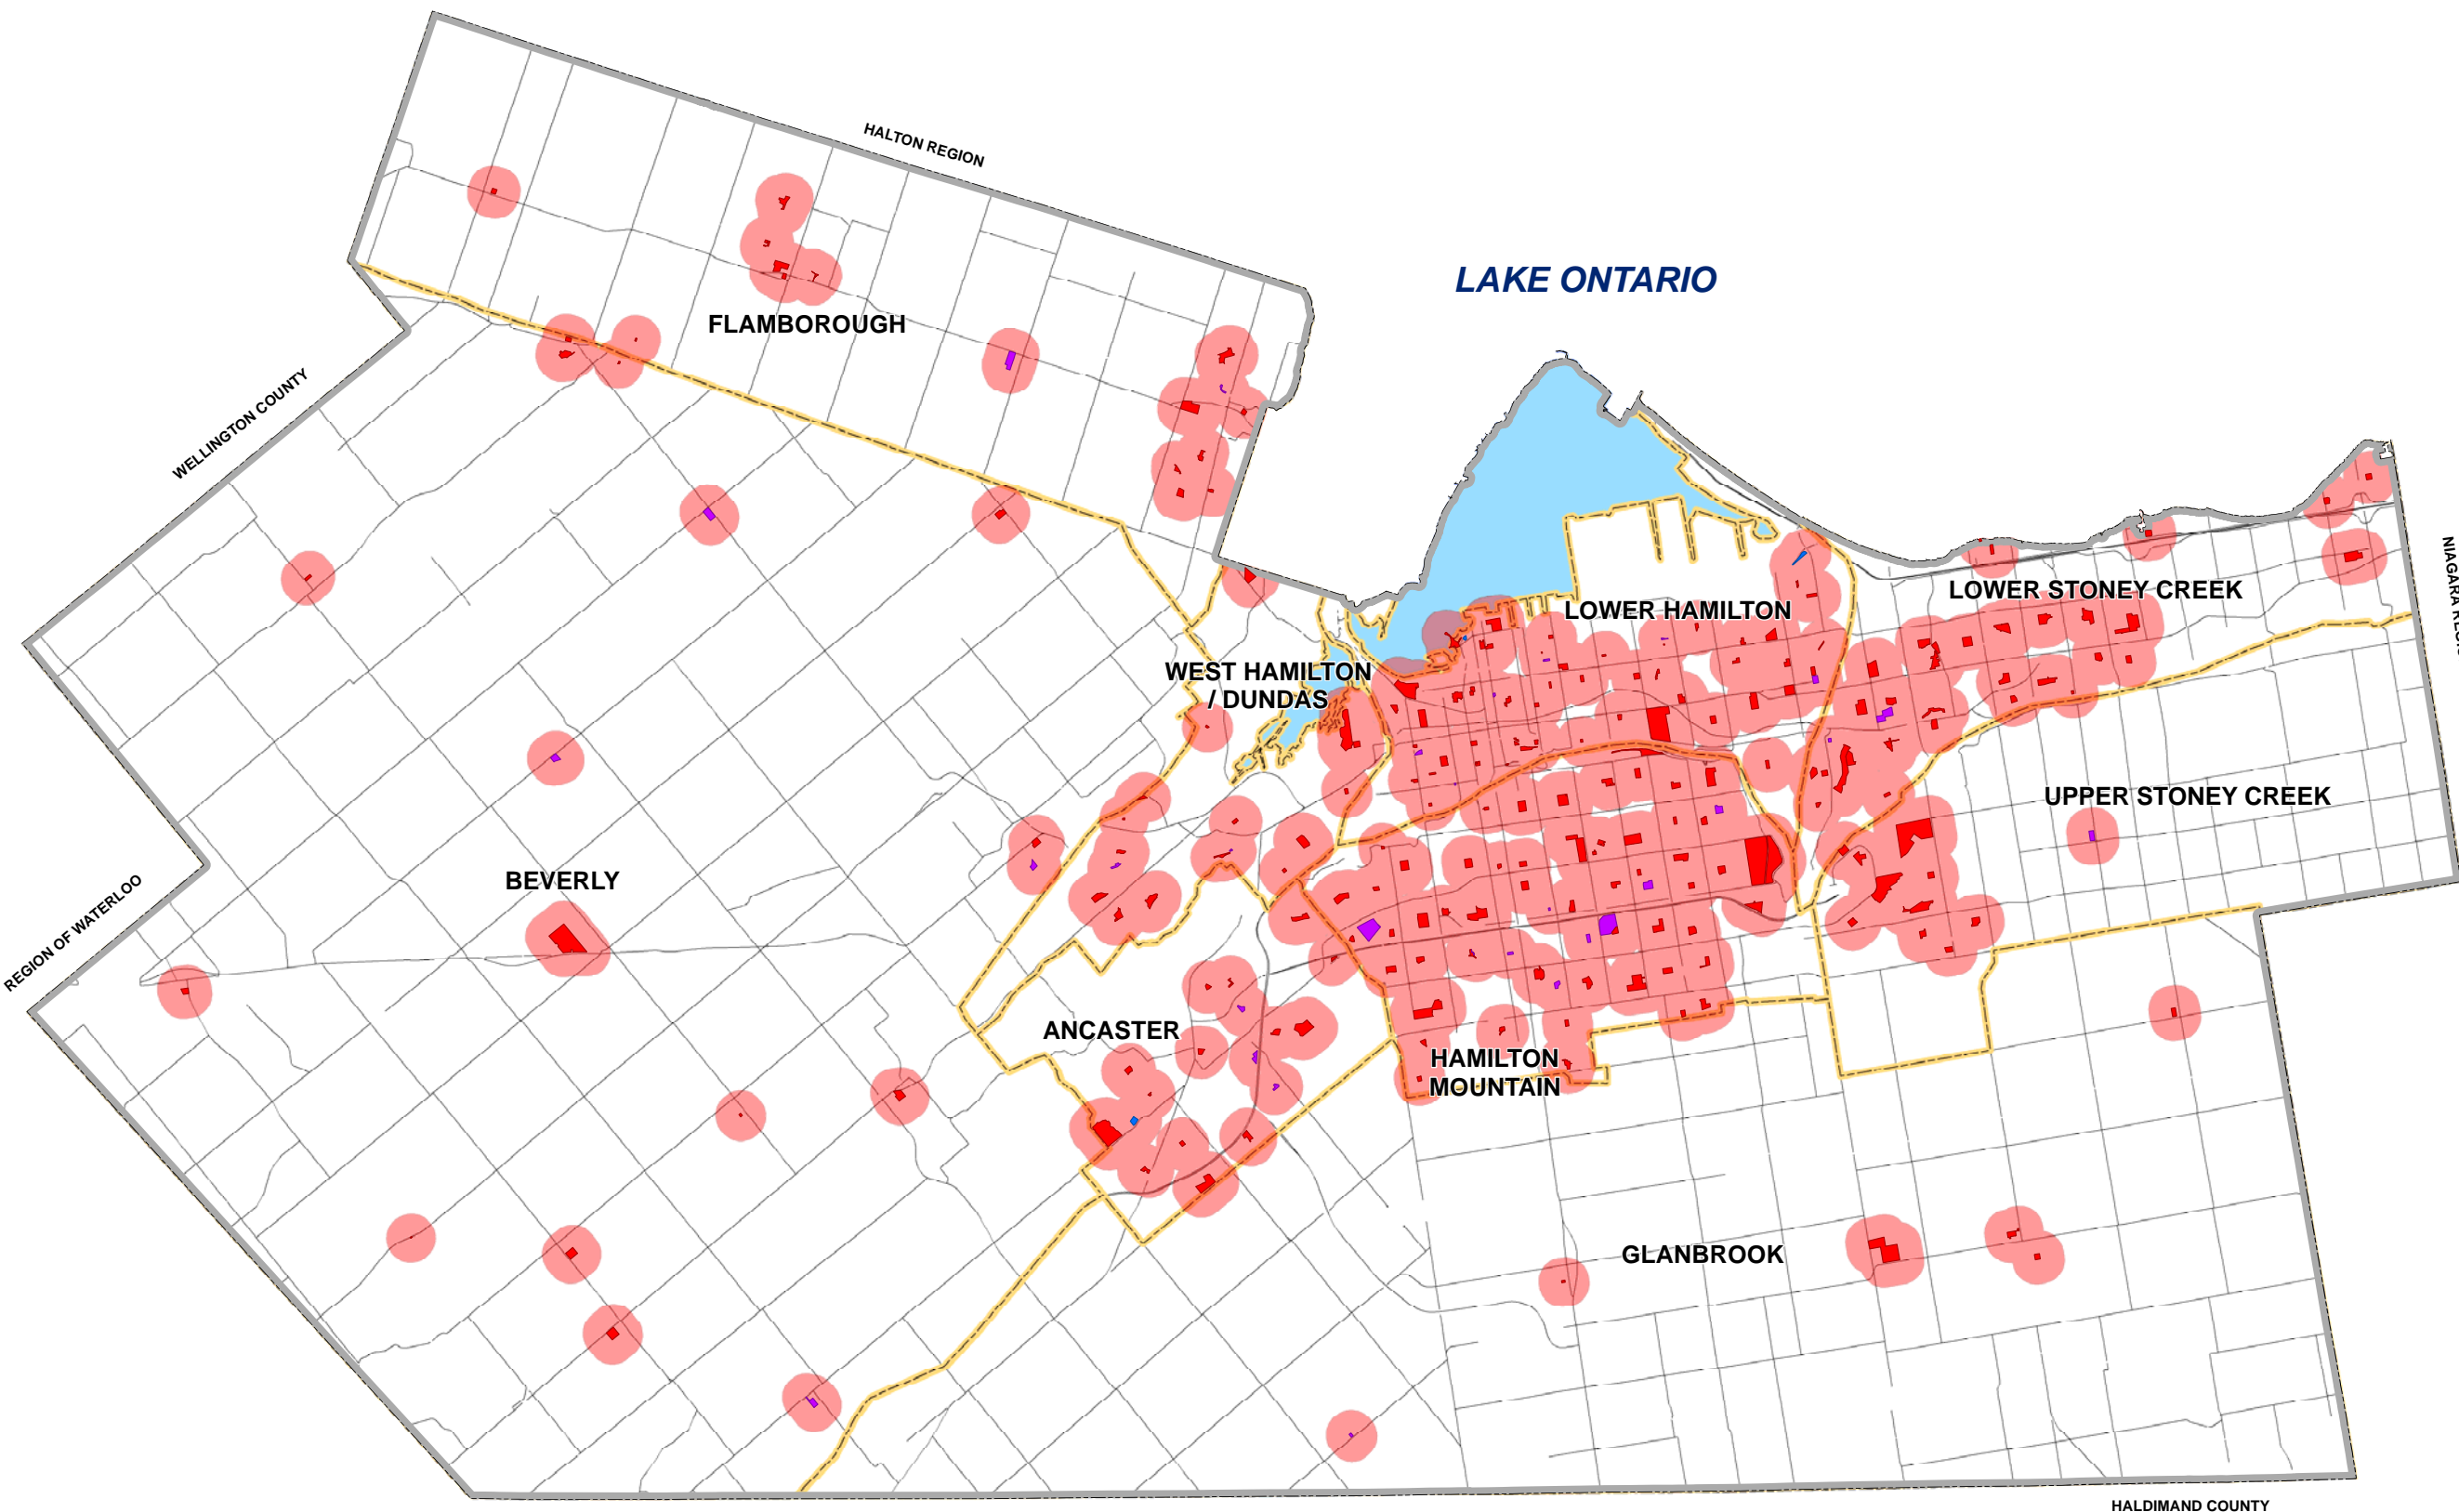 HALTON REGION
LAKE ONTARIO
FLAMBOROUGH
WELLINGTON COUNTY
NIAGARA
LOWER STONEY CREEK
LOWER HAMILTON
WEST HAMILTON
/ DUNDAS
UPPER STONEY CREEK
BEVERLY
REGION OF WATERLOO
ANCASTER
HAMILTON
MOUNTAIN
GLANBROOK
HALDIMAND COUNTY